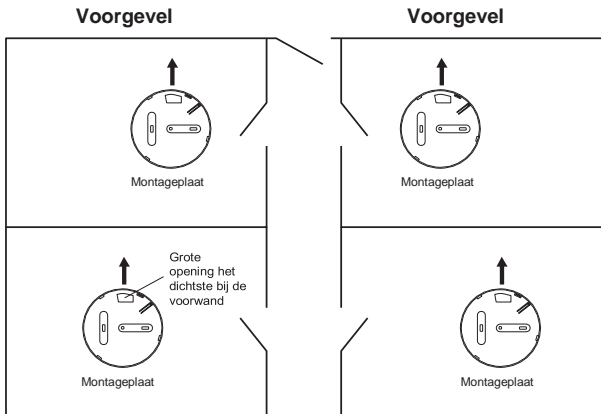 Voorgevel
Voorgevel
Montageplaat
Montageplaat
Grote
opening het
dichtste bij de
voorwand
Montageplaat
Montageplaat